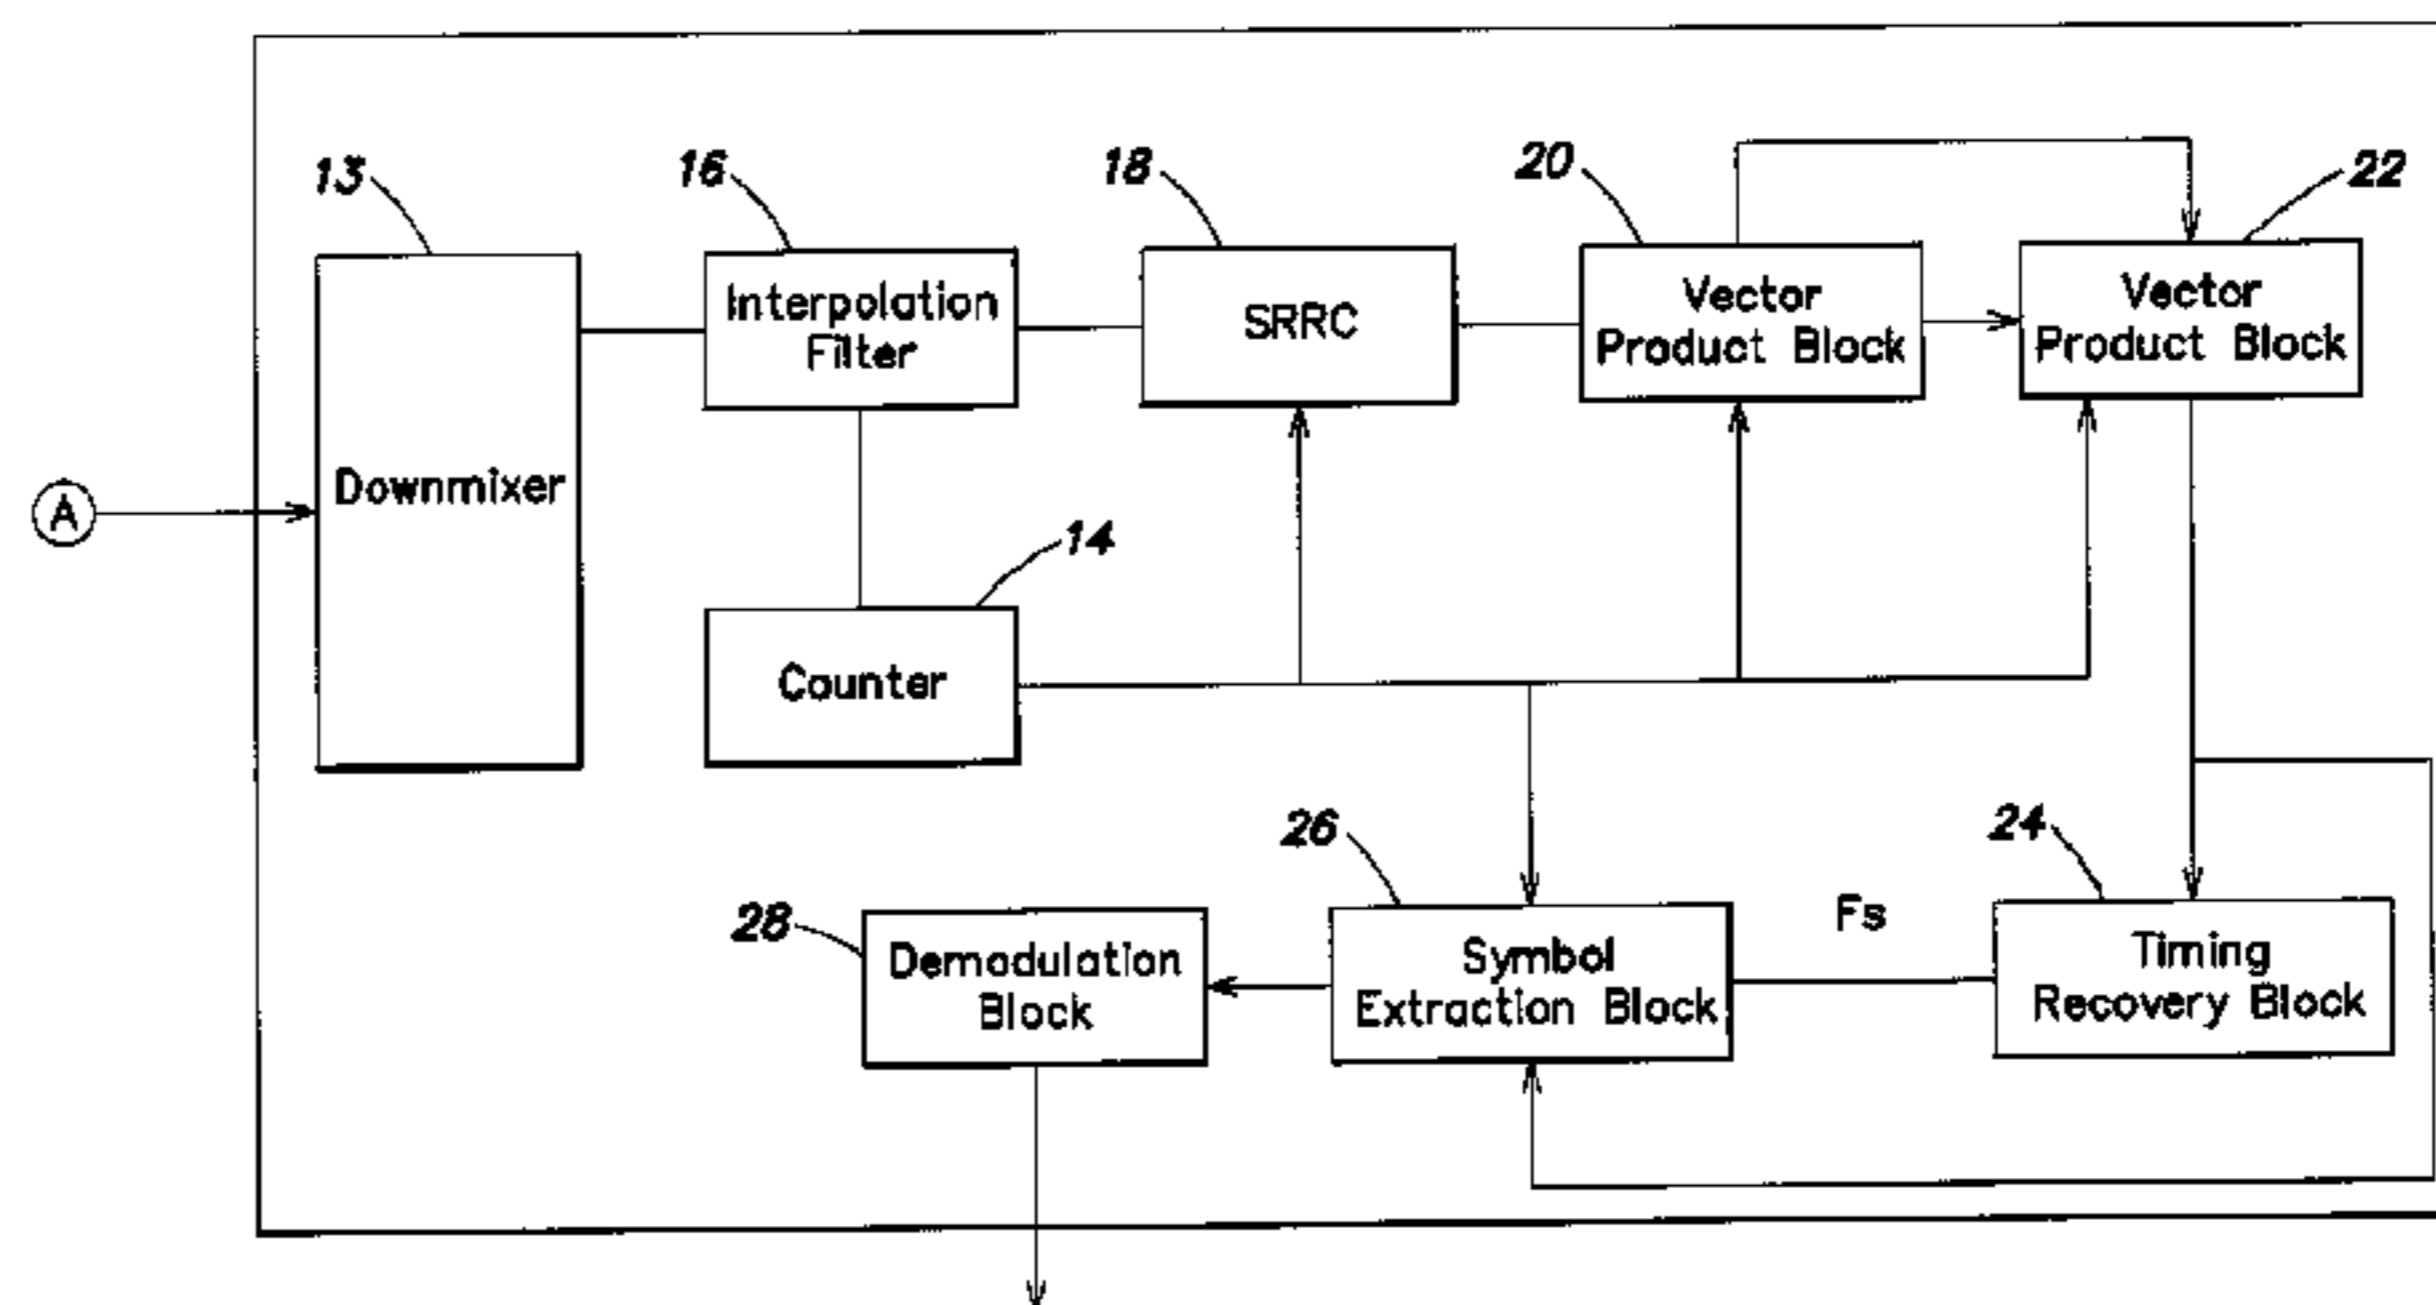 13
16
18
20
22
Interpolation
Filter
SRRC
Vector
Product Block
Vector
Product Block
A
Downmixer
14
Counter
26
24
28
Fs
Demodulation
Block
Symbol
Extraction Block
Timing
Recovery Block